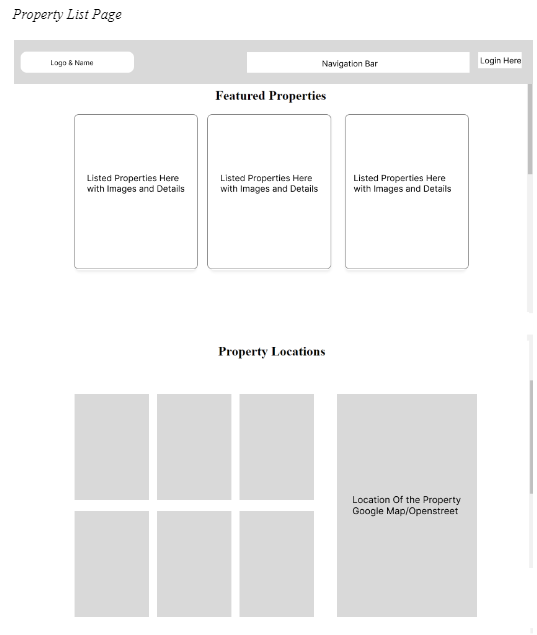 Property List Page
Logo & Name
Navigation Bar
Login Here
Featured Properties
Listed Properties Here
with Images and Details
Listed Properties Here
with Images and Details
Listed Properties Here
with Images and Details
Property Locations
Location Of the Property
Google Map/Openstreet